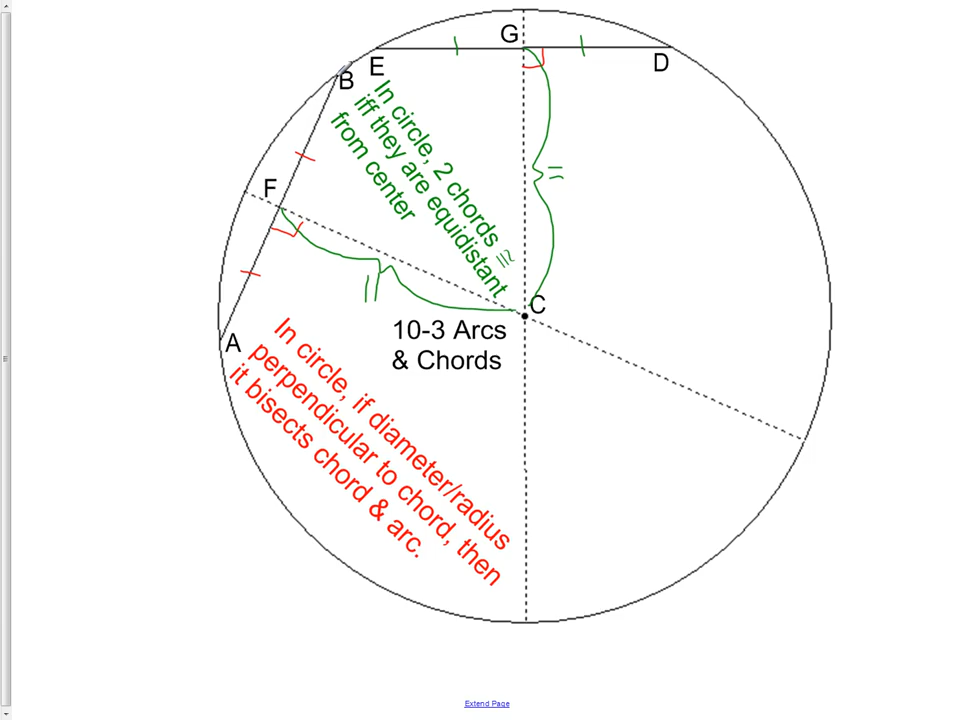 G
E
D
B
In circle, 2 chords ≅
iff they are equidistant
from center
F
C
10-3 Arcs
& Chords
A
In circle, if diameter/radius
perpendicular to chord, then
it bisects chord & arc.
Extend Page